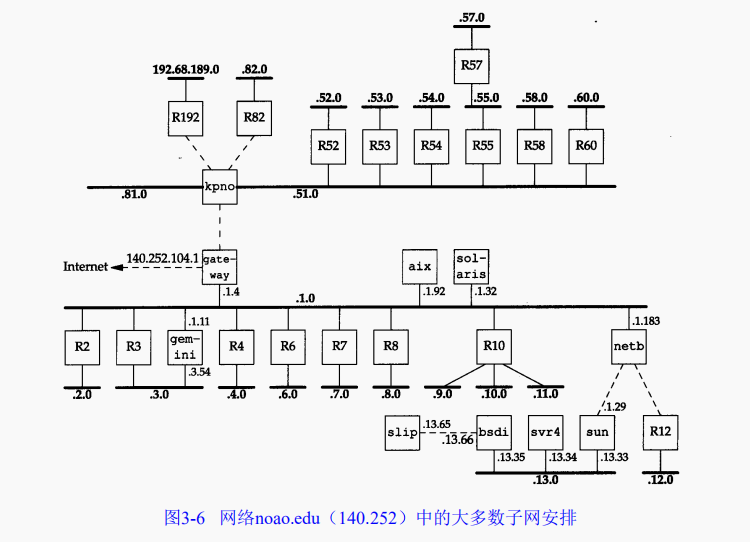 .57.0
R57
192.68.189.0 .82.0
.52.0 .53.0 .54.0 .55.0 .58.0 .60.0
R192 R82
R52 R53 R54 R55 R58 R60
kpno
.81.0 .51.0
140.252.104.1
Internet
gate-
way
aix
sol-
aris
.1.4 .1.92 .1.32
.1.0
.1.11 .1.183
R2 R3 gem-
ini R4 R6 R7 R8 R10 netb
.3.54
.2.0 .3.0 .4.0 .6.0 .7.0 .8.0 .9.0 .10.0 .11.0
.1.29
slip .13.65 .13.66 bsdi svr4 sun R12
.13.35 .13.34 .13.33
.13.0 .12.0
图3-6 网络noao.edu（140.252）中的大多数子网安排